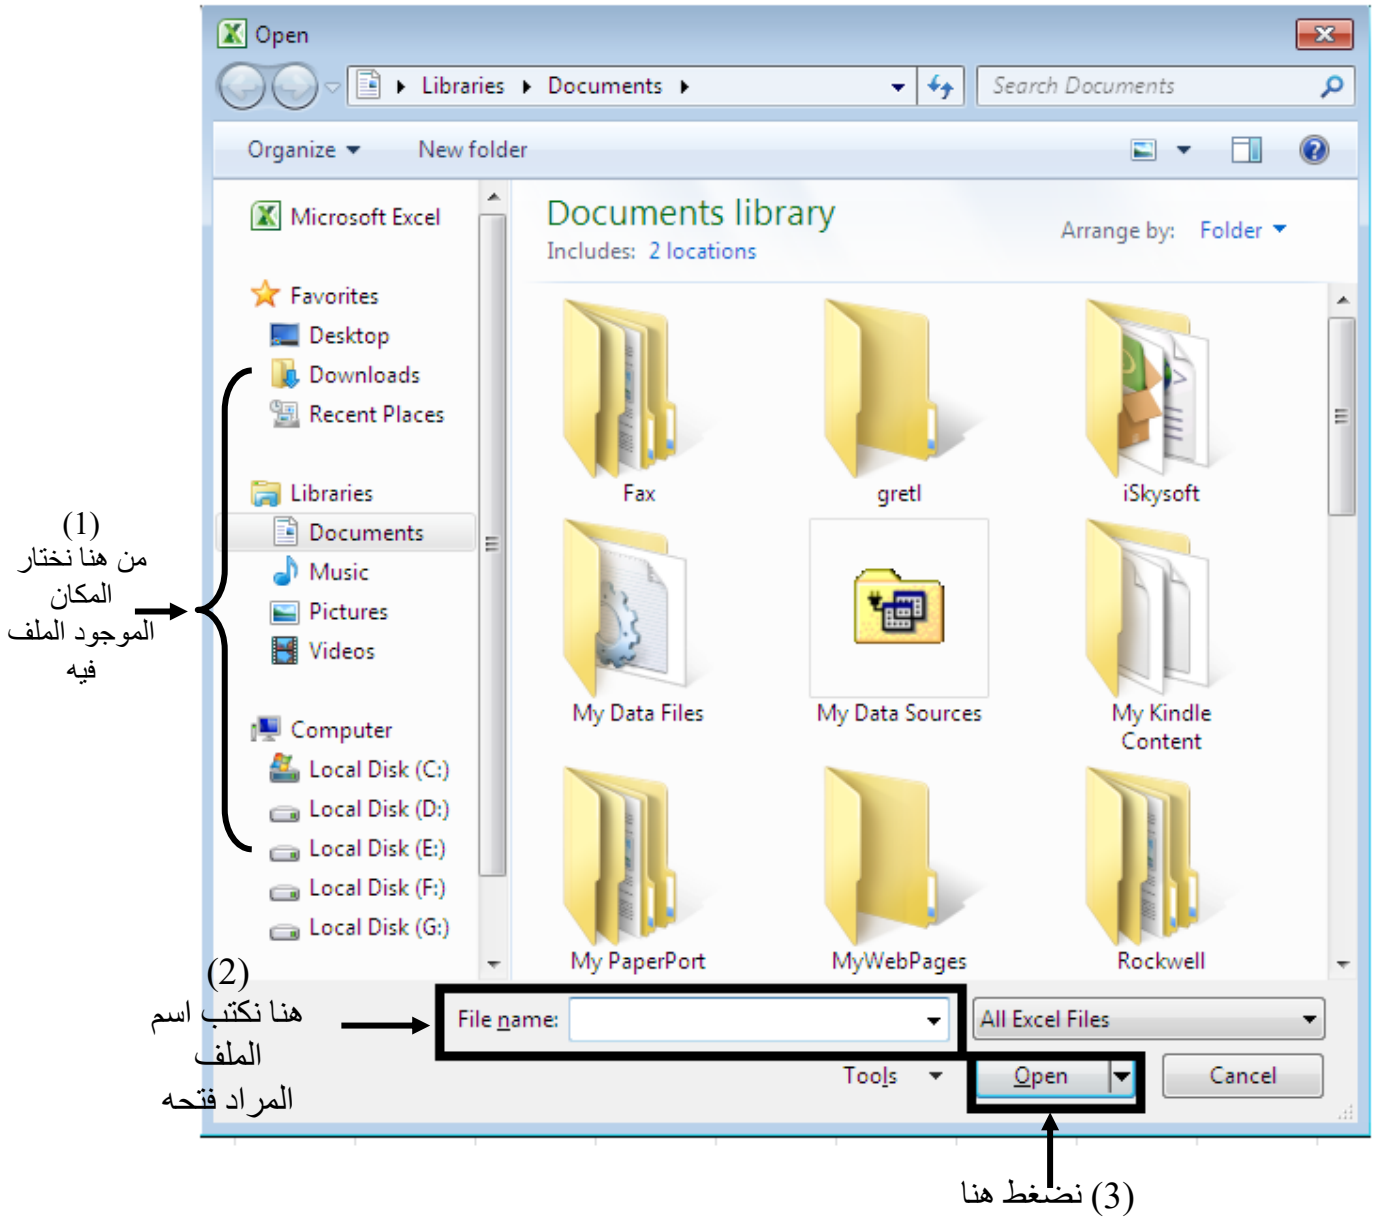 Open
Libraries Documents
Search Documents
Organize New folder
Microsoft Excel
Favorites
Desktop
Downloads
Recent Places
Libraries
Documents
Music
Pictures
Videos
Computer
Local Disk (C:)
Local Disk (D:)
Local Disk (E:)
Local Disk (F:)
Local Disk (G:)
Documents library
Includes: 2 locations
Arrange by: Folder
Fax
gretl
iSkysoft
My Data Files
My Data Sources
My Kindle
Content
My PaperPort
MyWebPages
Rockwell
(1)
من هنا نختار
المكان
الموجود الملف
فيه
(2)
هنا نكتب اسم
الملف
المراد فتحه
File name:
All Excel Files
Tools
Open
Cancel
(3) نضغط هنا